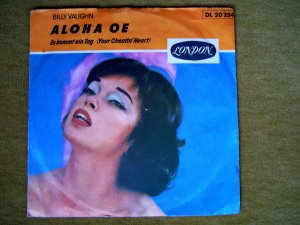 BILLY VAUGHN
DL 20 254
ALOHA OE
Es kommt ein Tag (Your Cheatin' Heart)
LONDON